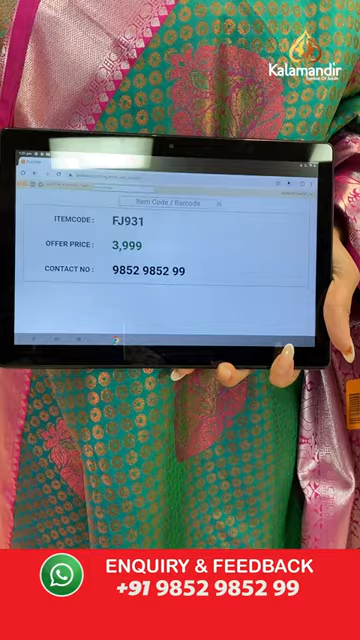 Kalamandir
Item Code / Barcode
ITEMCODE : FJ931
OFFER PRICE : 3,999
CONTACT NO : 9852 9852 99
ENQUIRY & FEEDBACK
+91 9852 9852 99